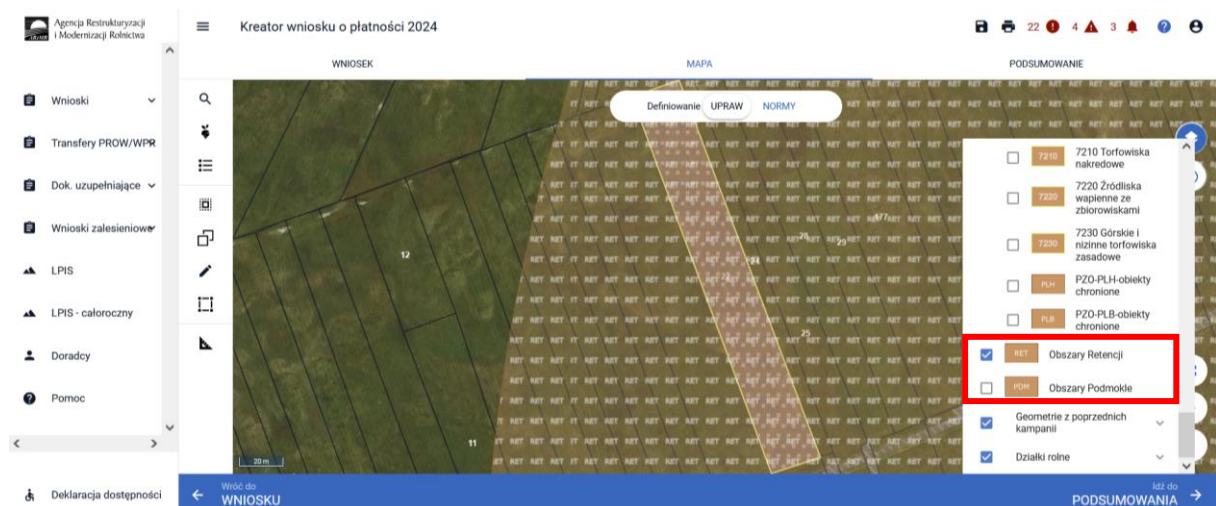 Agencja Restrukturyzacji
i Modernizacji Rolnictwa
Kreator wniosku o płatności 2024
22
4
3
WNIOSEK
MAPA
PODSUMOWANIE
Wnioski
Transfery PROW/WPR
Dok. uzupełniające
Wnioski zalesieniowe
LPIS
LPIS - całoroczny
Doradcy
Pomoc
Deklaracja dostępności
Definiowanie UPRAW NORMY
12
11
25
29
20 m
7210
7210 Torfowiska
nakredowe
7220
7220 Źródliska
wapienne ze
zbiorowiskami
7230
7230 Górskie i
nizinne torfowiska
zasadowe
PLH
PZO-PLH-obiekty
chronione
PLB
PZO-PLB-obiekty
chronione
RET
Obszary Retencji
PDM
Obszary Podmokłe
Geometrie z poprzednich
kampanii
Działki rolne
Wróć do
WNIOSKU
Idź do
PODSUMOWANIA